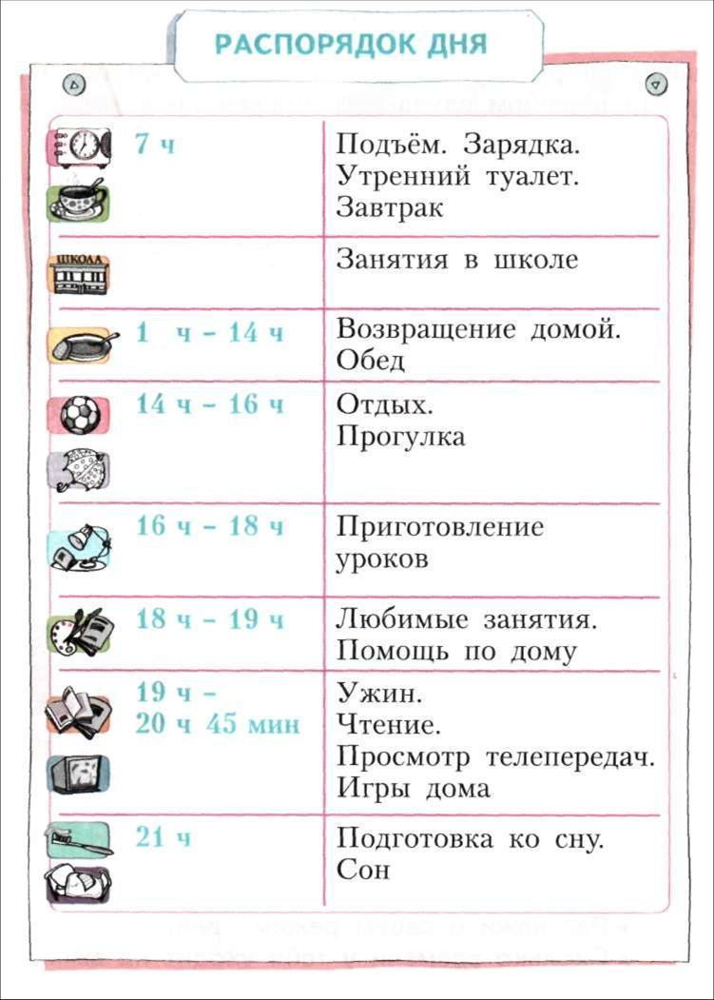 РАСПОРЯДОК ДНЯ
7 ч
Подъём. Зарядка.
Утренний туалет.
Завтрак
ШКОЛА
Занятия в школе
1 ч – 14 ч
Возвращение домой.
Обед
14 ч – 16 ч
Отдых.
Прогулка
16 ч – 18 ч
Приготовление
уроков
18 ч – 19 ч
Любимые занятия.
Помощь по дому
19 ч –
20 ч 45 мин
Ужин.
Чтение.
Просмотр телепередач.
Игры дома
21 ч
Подготовка ко сну.
Сон